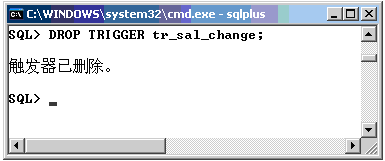 C:\WINDOWS\system32\cmd.exe - sqlplus
SQL> DROP TRIGGER tr_sal_change;
触发器已删除。
SQL>